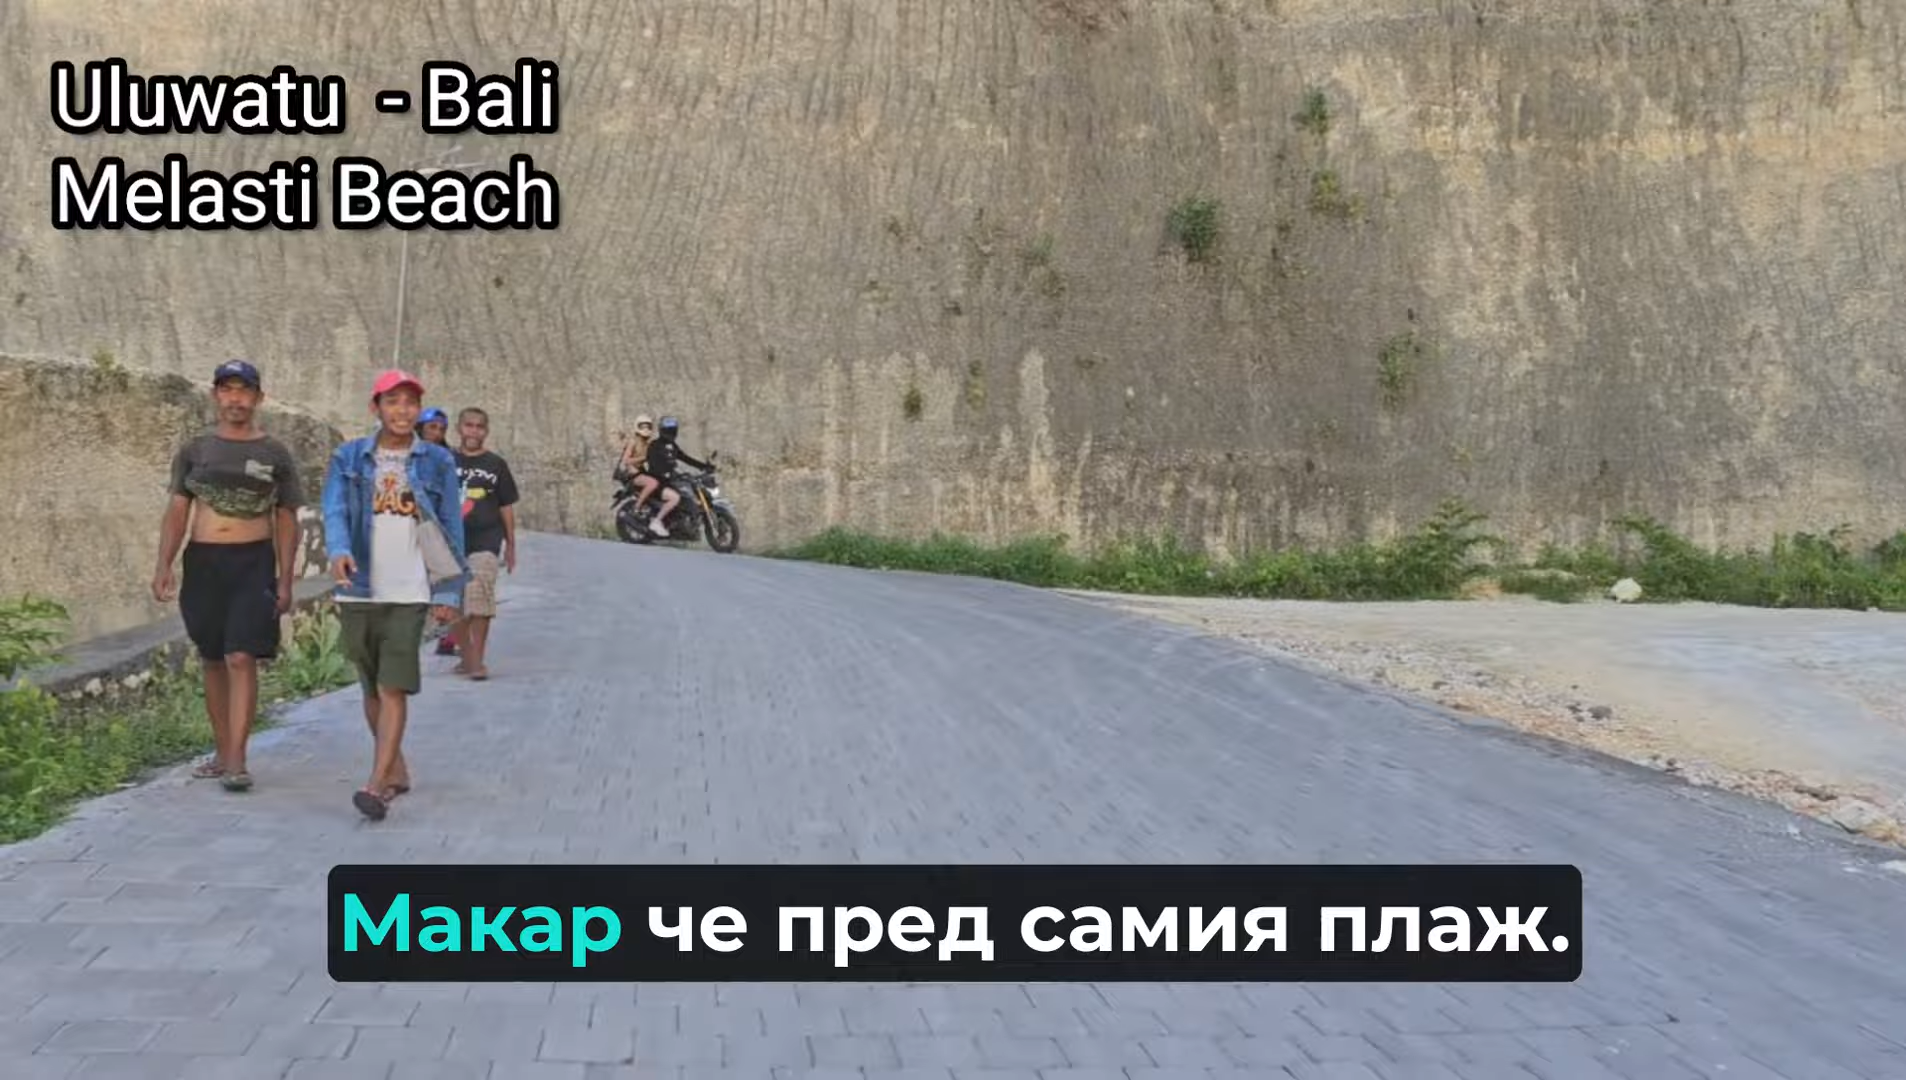 Uluwatu - Bali
Melasti Beach
Макар че пред самия плаж.